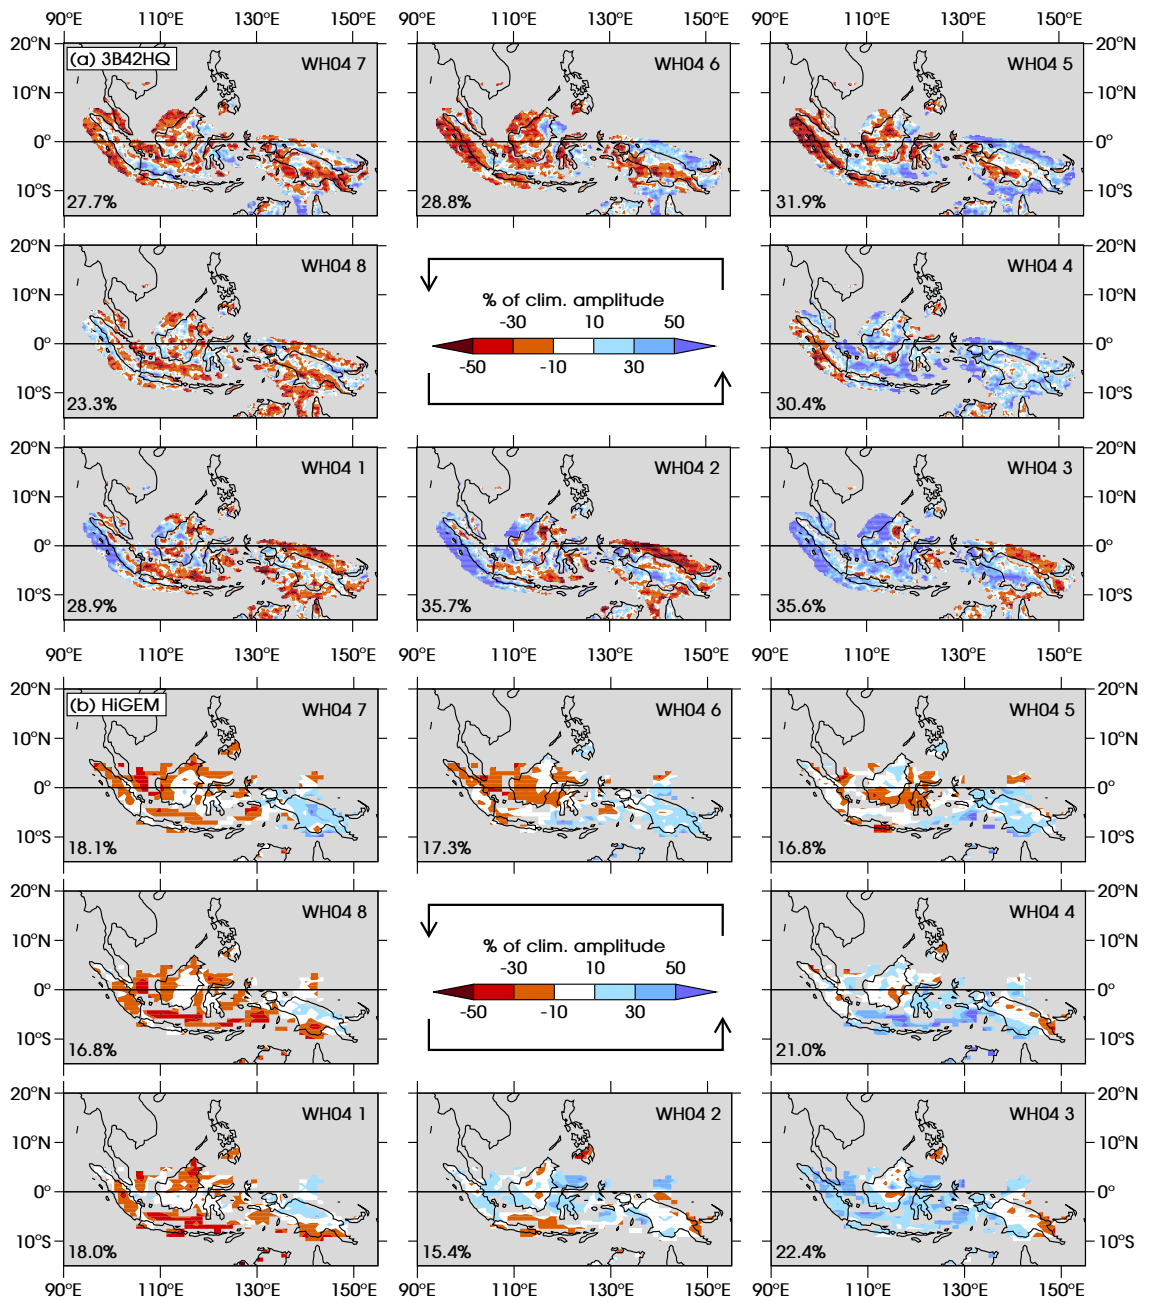 90°E 110°E 130°E 150°E 90°E 110°E 130°E 150°E 90°E 110°E 130°E 150°E
20°N (a) 3B42HQ WH04 7 WH04 6 WH04 5 20°N
10°N 10°N
0° 0°
10°S 27.7% 28.8% 31.9% 10°S
20°N WH04 8 WH04 4 20°N
10°N % of clim. amplitude 10°N
-30 10 50
0° 0°
-50 -10 30
10°S 23.3% 30.4% 10°S
20°N WH04 1 WH04 2 WH04 3 20°N
10°N 10°N
0° 0°
10°S 28.9% 35.7% 35.6% 10°S
90°E 110°E 130°E 150°E 90°E 110°E 130°E 150°E 90°E 110°E 130°E 150°E
20°N (b) HiGEM WH04 7 WH04 6 WH04 5 20°N
10°N 10°N
0° 0°
10°S 18.1% 17.3% 16.8% 10°S
20°N WH04 8 WH04 4 20°N
10°N % of clim. amplitude 10°N
-30 10 50
0° 0°
-50 -10 30
10°S 16.8% 21.0% 10°S
20°N WH04 1 WH04 2 WH04 3 20°N
10°N 10°N
0° 0°
10°S 18.0% 15.4% 22.4% 10°S
90°E 110°E 130°E 150°E 90°E 110°E 130°E 150°E 90°E 110°E 130°E 150°E